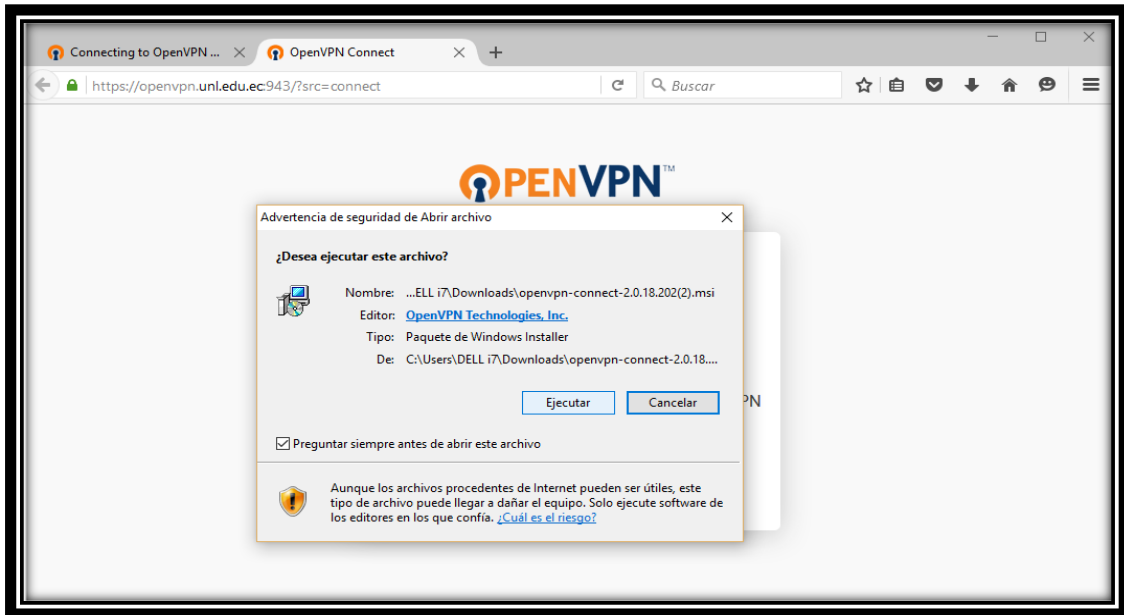 Connecting to OpenVPN ...
OpenVPN Connect
https://openvpn.unl.edu.ec:943/?src=connect
Buscar
OPENVPN™
Advertencia de seguridad de Abrir archivo
¿Desea ejecutar este archivo?
Nombre: ...ELL i7\Downloads\openvpn-connect-2.0.18.202(2).msi
Editor: OpenVPN Technologies, Inc.
Tipo: Paquete de Windows Installer
De: C:\Users\DELL i7\Downloads\openvpn-connect-2.0.18....
Ejecutar Cancelar PN
Preguntar siempre antes de abrir este archivo
Aunque los archivos procedentes de Internet pueden ser útiles, este
tipo de archivo puede llegar a dañar el equipo. Solo ejecute software de
los editores en los que confía. ¿Cuál es el riesgo?